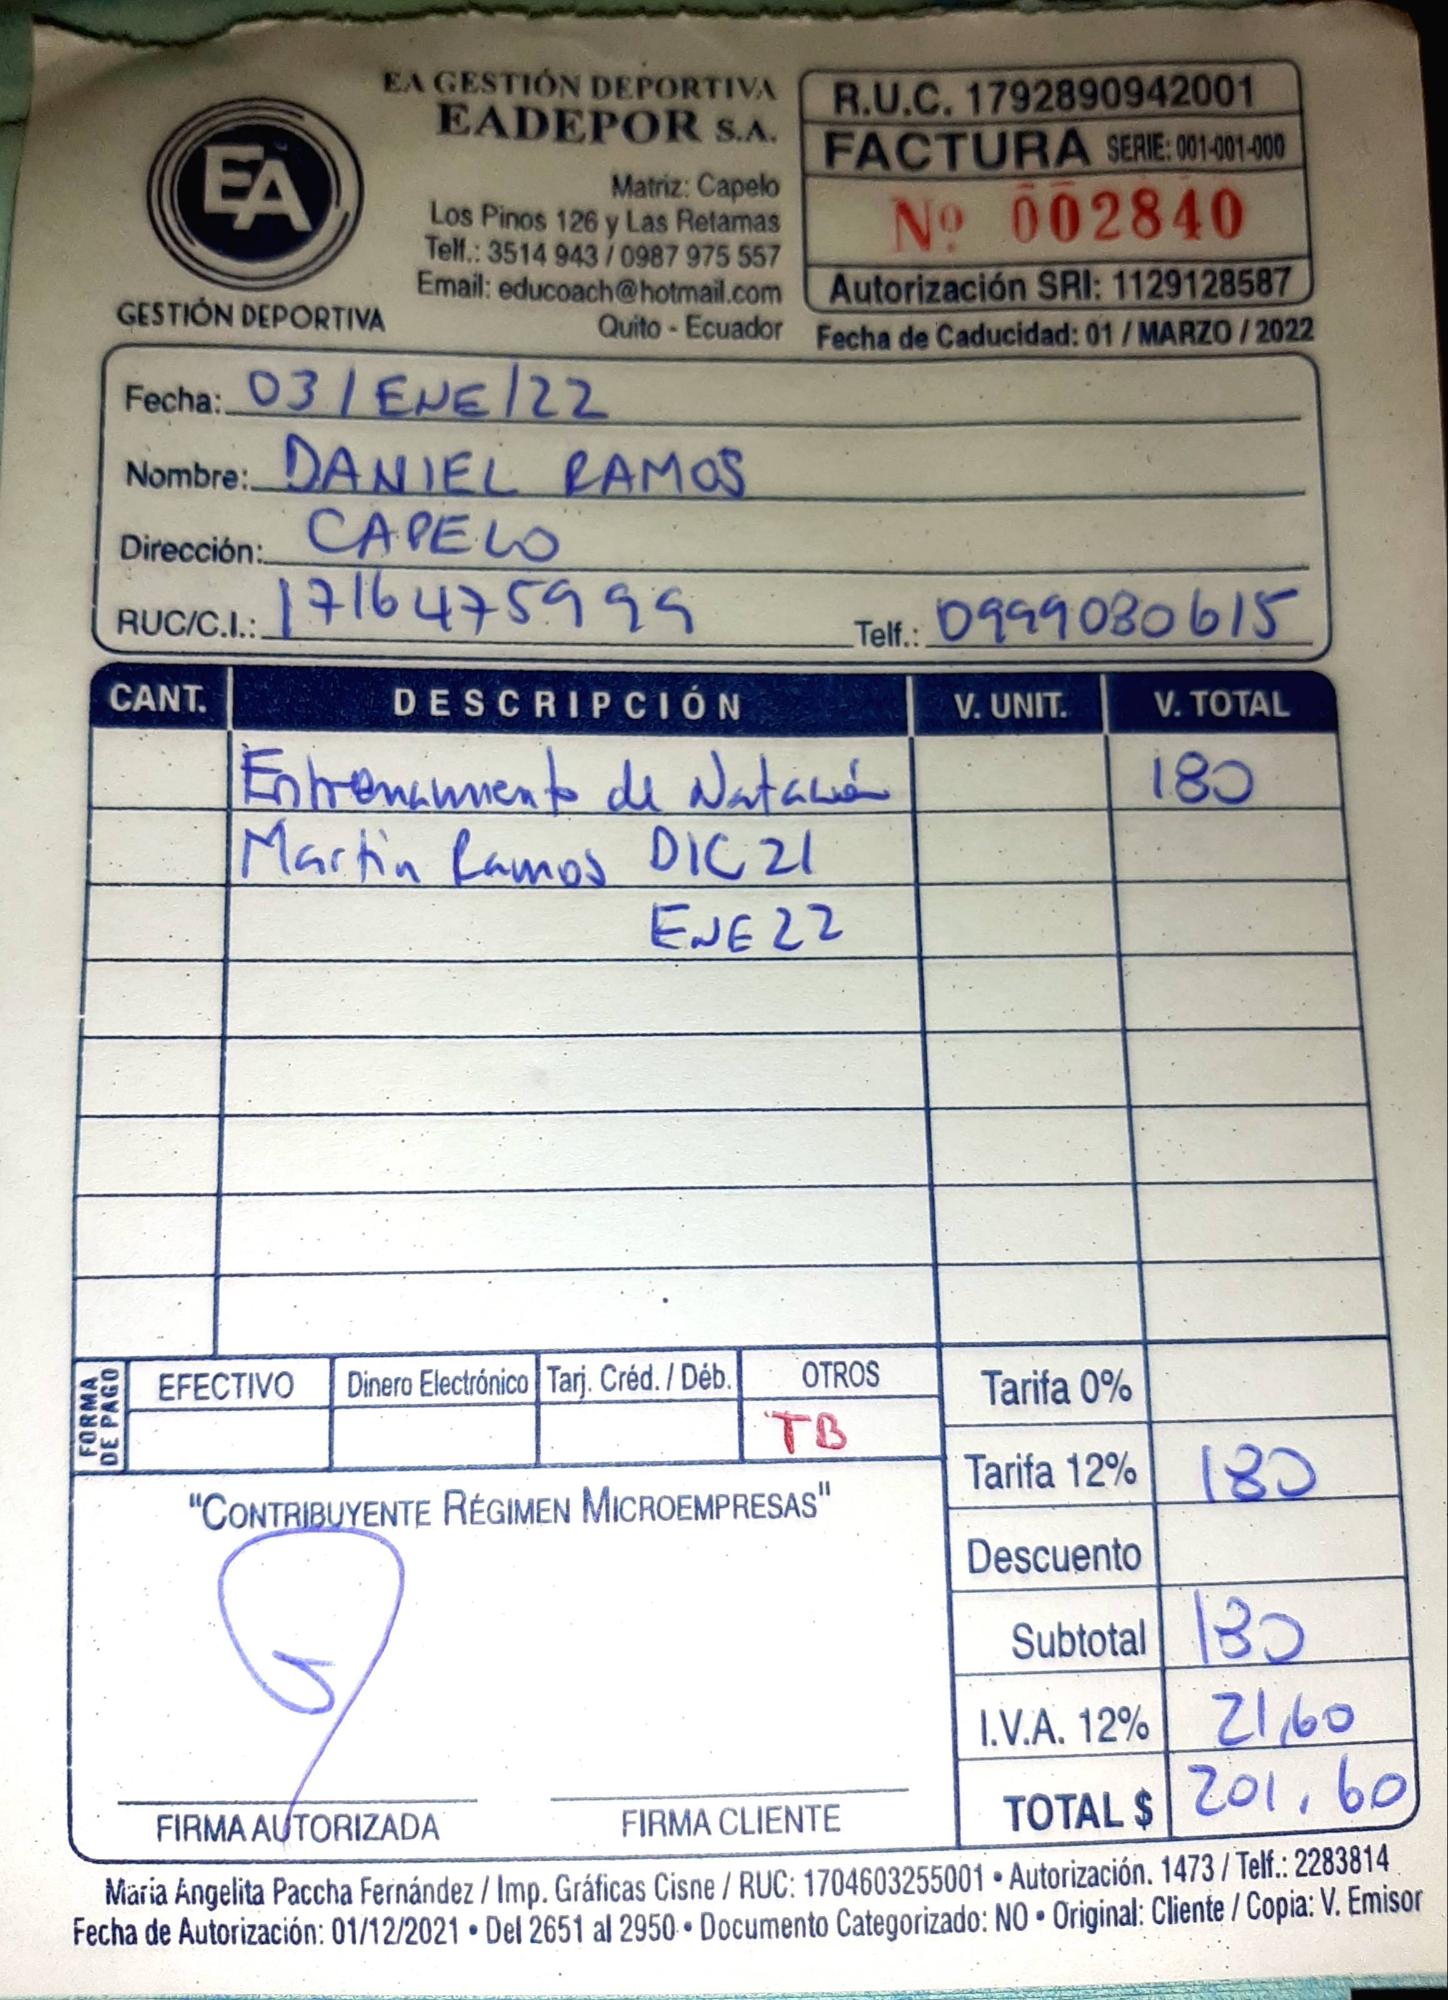 EA GESTIÓN DEPORTIVA
EADEPOR S.A.
EA
GESTIÓN DEPORTIVA
Matriz: Capelo
Los Pinos 126 y Las Retamas
Telf.: 3514 943 / 0987 975 557
Email: educoach@hotmail.com
Quito - Ecuador
R.U.C. 1792890942001
FACTURA SERIE: 001-001-000
Nº 002840
Autorización SRI: 1129128587
Fecha de Caducidad: 01 / MARZO / 2022
Fecha: 03/ENE/22
Nombre: DANIEL RAMOS
Dirección: CAPELO
RUC/C.I.: 1716475999 Telf.: 0999080615
CANT. DESCRIPCIÓN V. UNIT. V. TOTAL
Entrenamiento de Natación 180
Martin Ramos DIC 21
ENE 22
FORMA DE PAGO
EFECTIVO Dinero Electrónico Tarj. Créd. / Déb. OTROS
TB
Tarifa 0%
Tarifa 12% 180
Descuento
Subtotal 180
I.V.A. 12% 21,60
TOTAL $ 201,60
"CONTRIBUYENTE RÉGIMEN MICROEMPRESAS"
FIRMA AUTORIZADA FIRMA CLIENTE
María Angelita Paccha Fernández / Imp. Gráficas Cisne / RUC: 1704603255001 • Autorización. 1473 / Telf.: 2283814
Fecha de Autorización: 01/12/2021 • Del 2651 al 2950 • Documento Categorizado: NO • Original: Cliente / Copia: V. Emisor